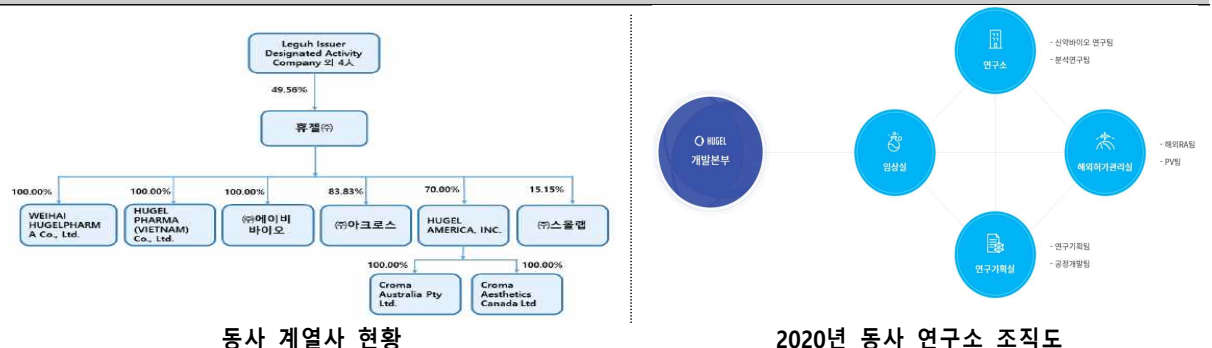 Leguh Issuer
Designated Activity
Company 외 4人
49.56%
휴젤㈜
100.00%
100.00%
100.00%
83.83%
70.00%
15.15%
WEIHAI
HUGELPHARM
A Co., Ltd.
HUGEL
PHARMA
(VIETNAM)
Co., Ltd.
㈜에이비
바이오
㈜아크로스
HUGEL
AMERICA, INC.
㈜스몰랩
100.00%
100.00%
Croma
Australia Pty
Ltd.
Croma
Aesthetics
Canada Ltd
동사 계열사 현황
HUGEL
개발본부
연구소
- 신약바이오 연구팀
- 분석연구팀
임상실
해외허가관리실
- 해외RA팀
- PV팀
연구기획실
- 연구기획팀
- 공정개발팀
2020년 동사 연구소 조직도